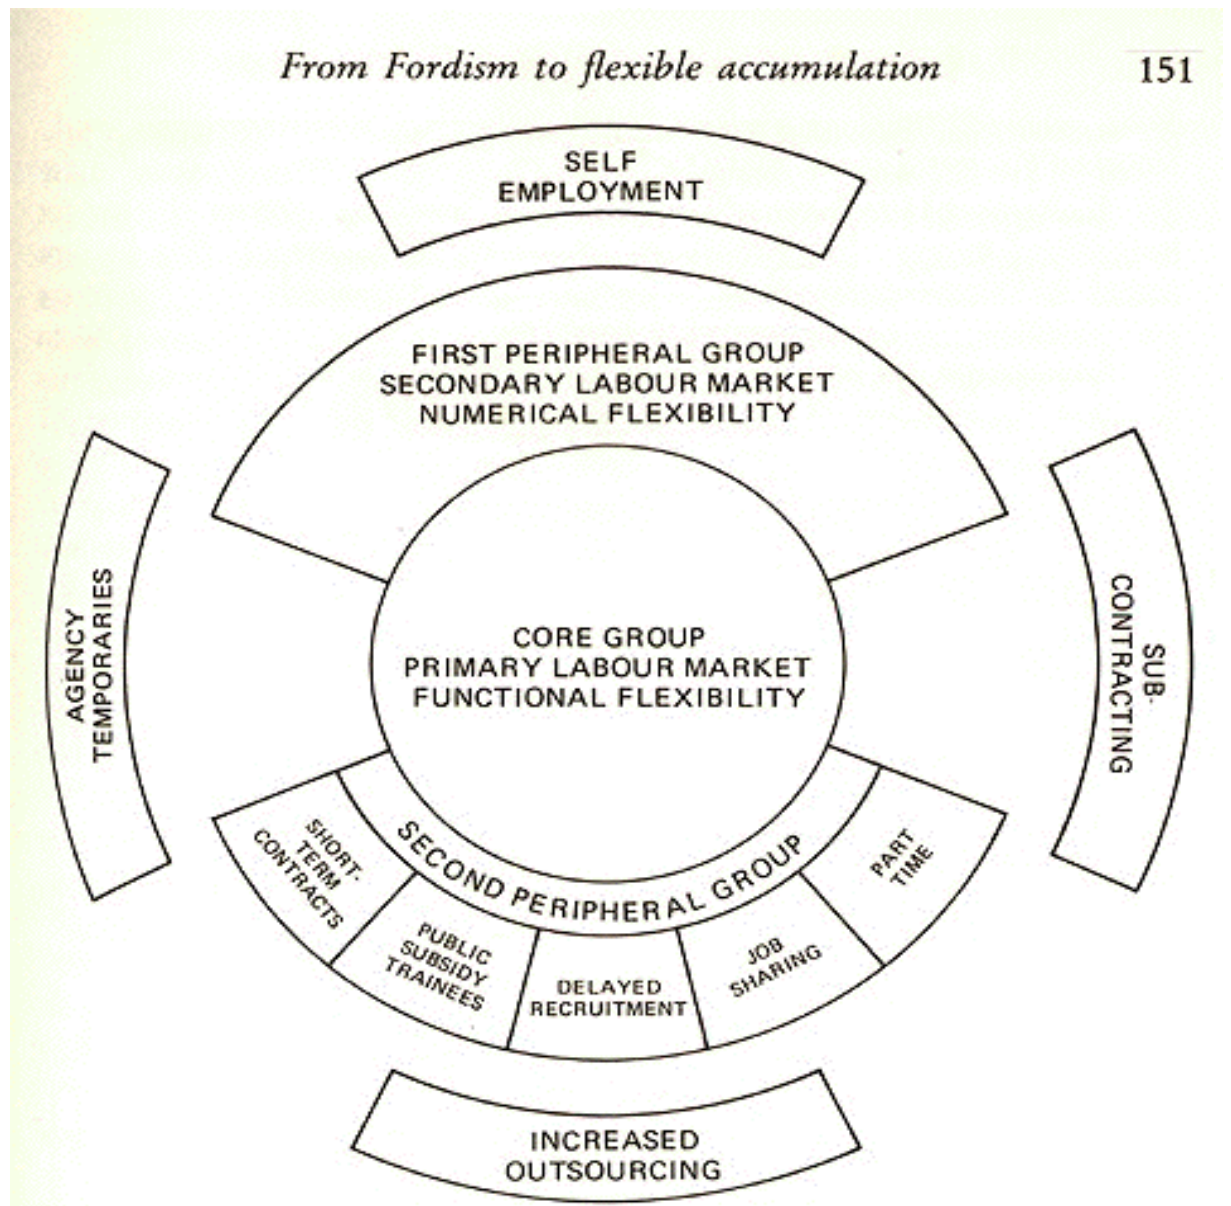 From Fordism to flexible accumulation
151
SELF
EMPLOYMENT
FIRST PERIPHERAL GROUP
SECONDARY LABOUR MARKET
NUMERICAL FLEXIBILITY
AGENCY
TEMPORARIES
SUB-
CONTRACTING
CORE GROUP
PRIMARY LABOUR MARKET
FUNCTIONAL FLEXIBILITY
SECOND PERIPHERAL GROUP
SHORT-
TERM
CONTRACTS
PUBLIC
SUBSIDY
TRAINEES
DELAYED
RECRUITMENT
JOB
SHARING
PART
TIME
INCREASED
OUTSOURCING